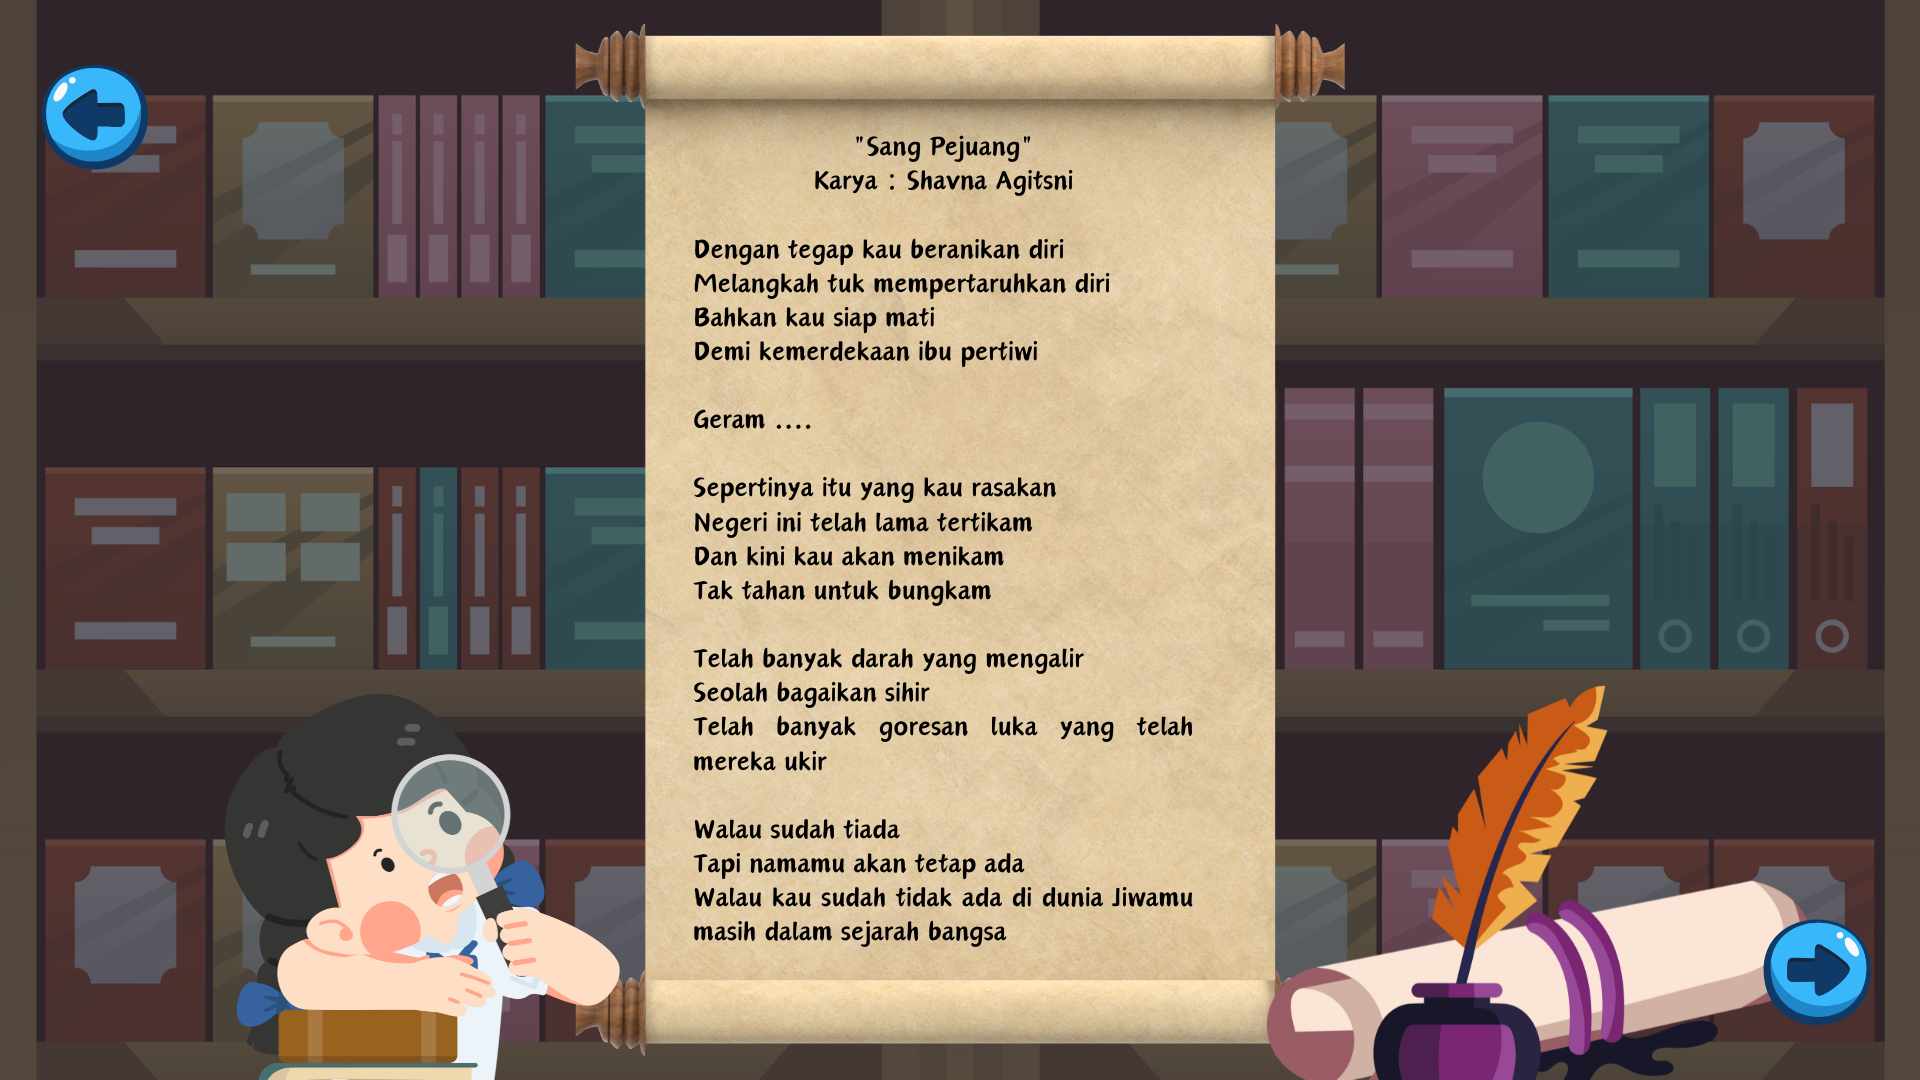 "Sang Pejuang"
Karya : Shavna Agitsni
Dengan tegap kau beranikan diri
Melangkah tuk mempertaruhkan diri
Bahkan kau siap mati
Demi kemerdekaan ibu pertiwi
Geram ....
Sepertinya itu yang kau rasakan
Negeri ini telah lama tertikam
Dan kini kau akan menikam
Tak tahan untuk bungkam
Telah banyak darah yang mengalir
Seolah bagaikan sihir
Telah banyak goresan luka yang telah
mereka ukir
Walau sudah tiada
Tapi namamu akan tetap ada
Walau kau sudah tidak ada di dunia Jiwamu
masih dalam sejarah bangsa